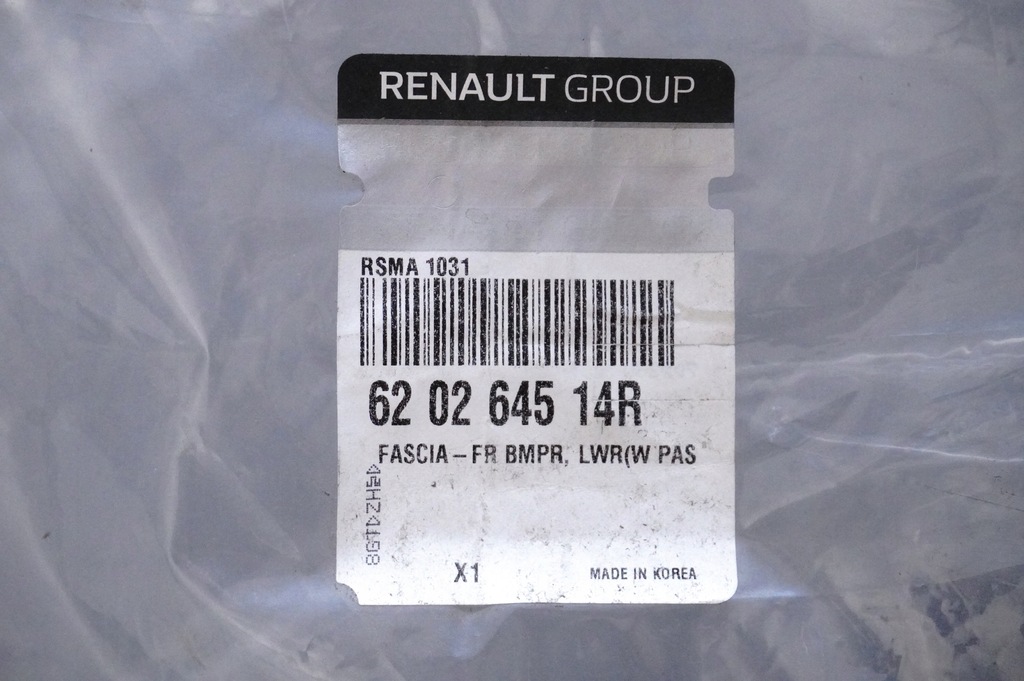 RENAULT GROUP
RSMA 1031
62 02 645 14R
FASCIA-FR BMPR, LWR(W PAS
X1
MADE IN KOREA